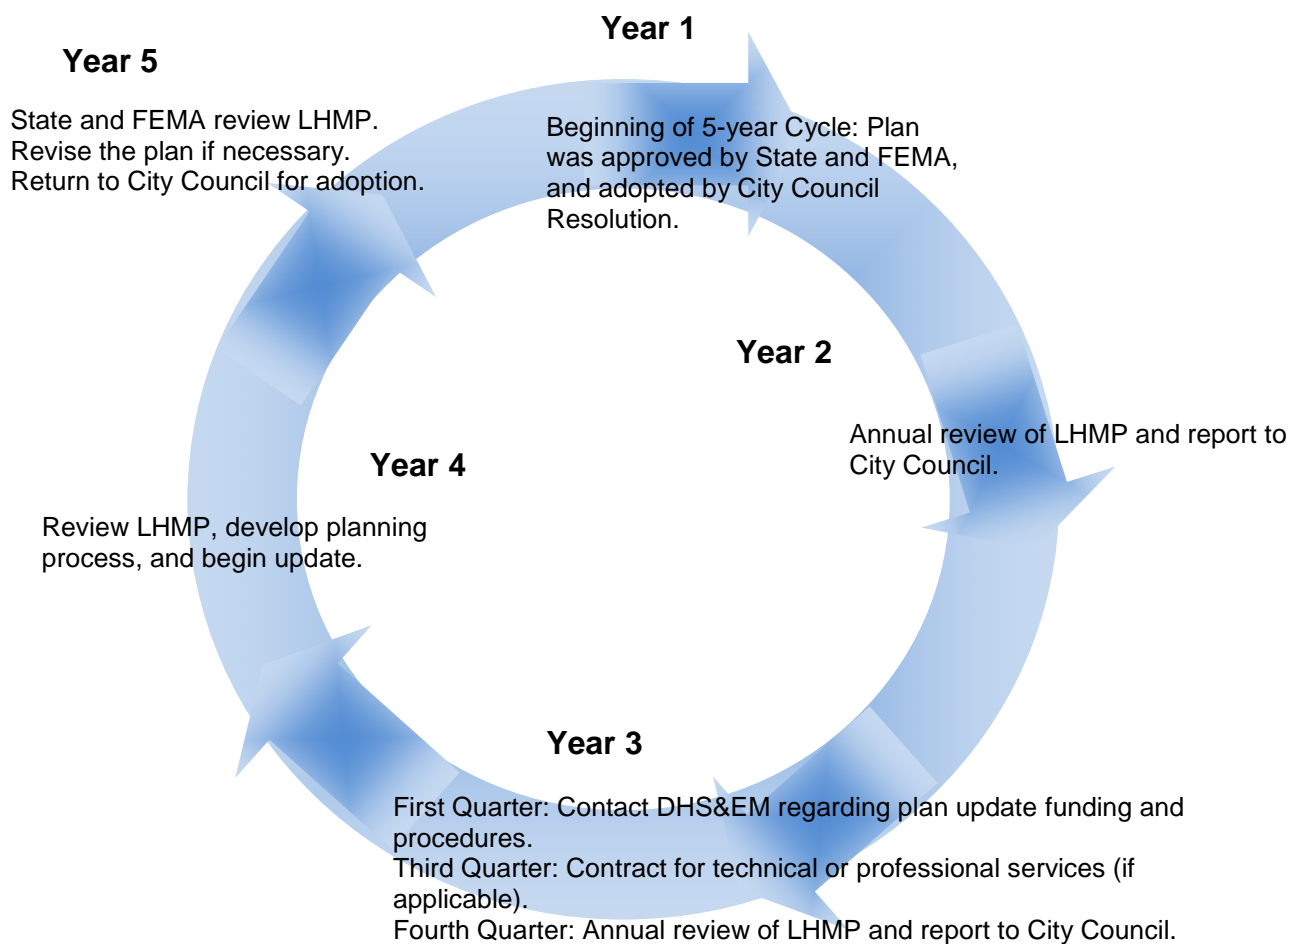 Year 1
Beginning of 5-year Cycle: Plan
was approved by State and FEMA,
and adopted by City Council
Resolution.
Year 2
Annual review of LHMP and report to
City Council.
Year 3
First Quarter: Contact DHS&EM regarding plan update funding and
procedures.
Third Quarter: Contract for technical or professional services (if
applicable).
Fourth Quarter: Annual review of LHMP and report to City Council.
Year 4
Review LHMP, develop planning
process, and begin update.
Year 5
State and FEMA review LHMP.
Revise the plan if necessary.
Return to City Council for adoption.